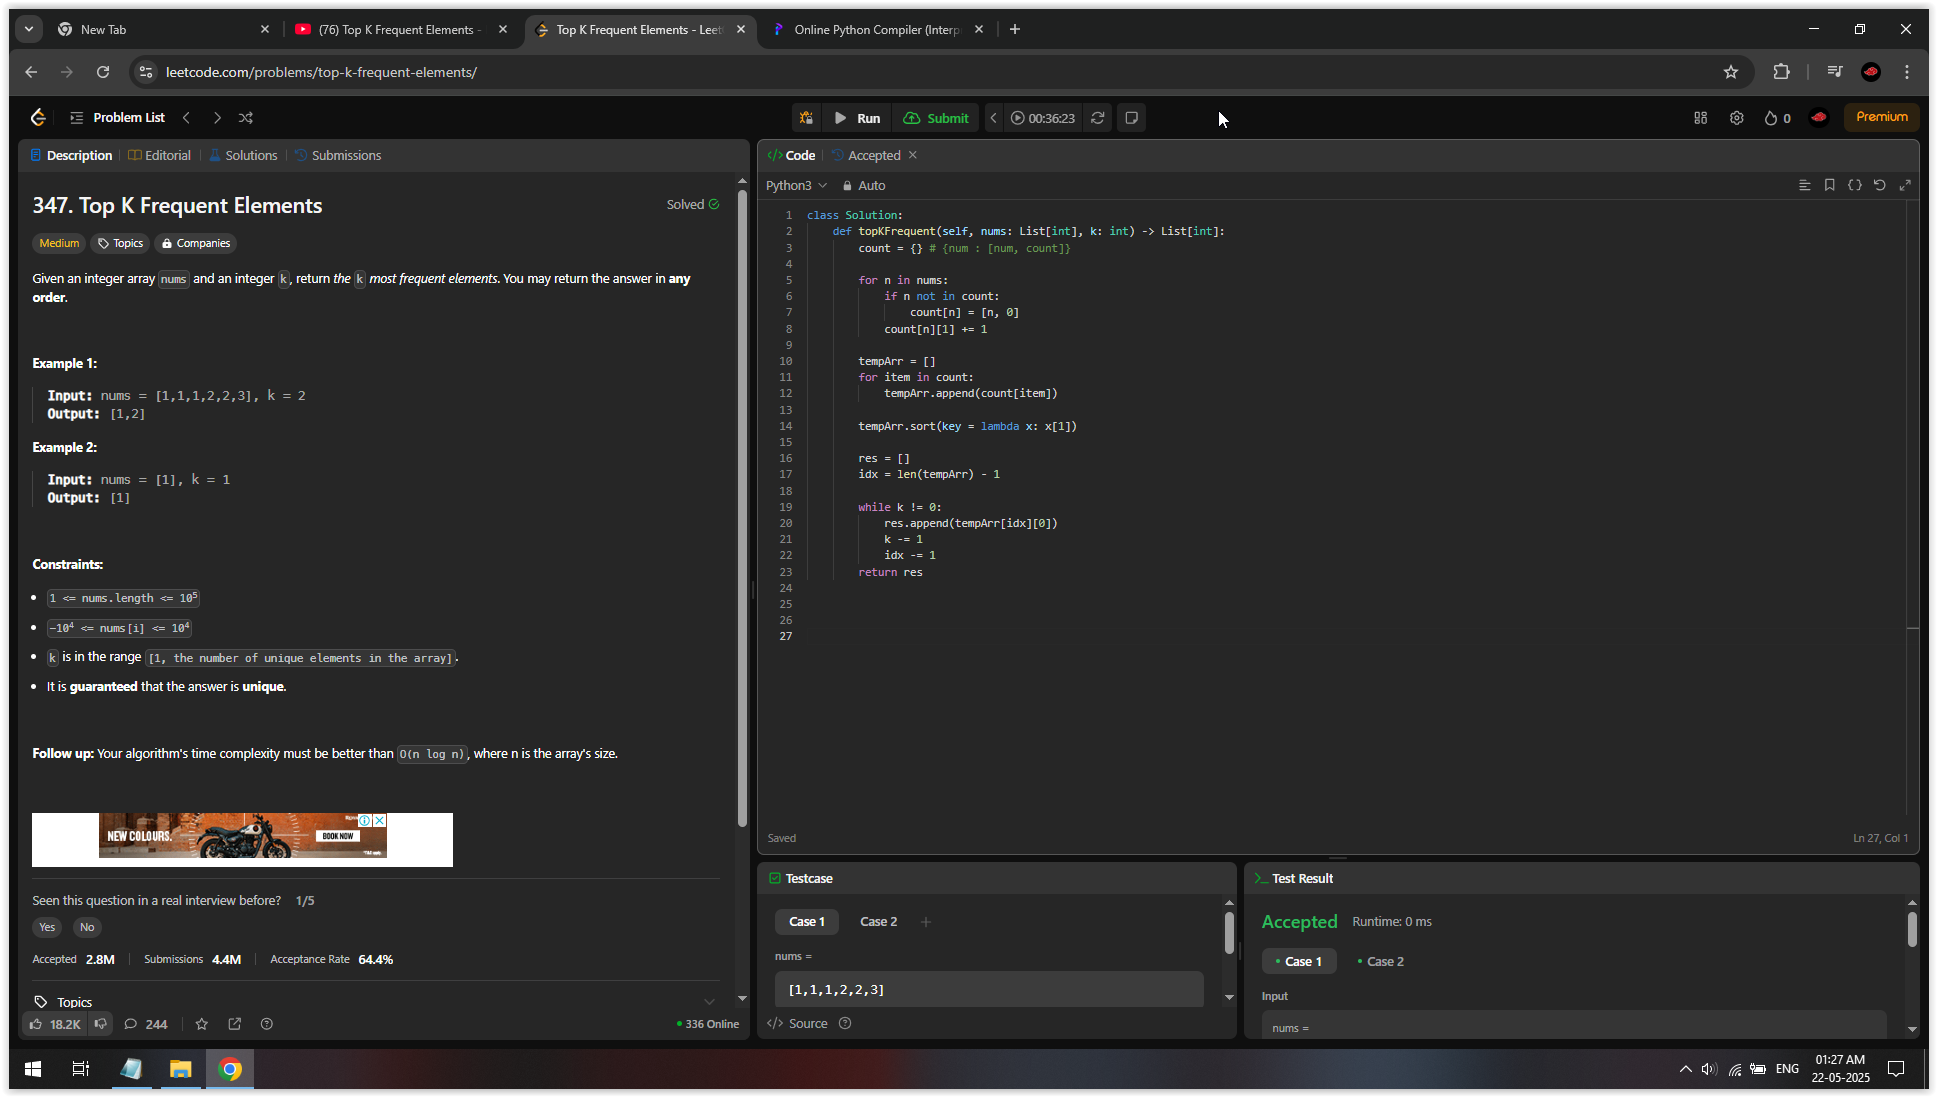 New Tab
(76) Top K Frequent Elements -
Top K Frequent Elements - Leet
Online Python Compiler (Interp
leetcode.com/problems/top-k-frequent-elements/
Problem List
Run
Submit
00:36:23
0
Premium
Description
Editorial
Solutions
Submissions
347. Top K Frequent Elements
Solved
Medium
Topics
Companies
Given an integer array nums and an integer k, return the k most frequent elements. You may return the answer in any
order.
Example 1:
Input: nums = [1,1,1,2,2,3], k = 2
Output: [1,2]
Example 2:
Input: nums = [1], k = 1
Output: [1]
Constraints:
1 <= nums.length <= 10⁵
-10⁴ <= nums[i] <= 10⁴
k is in the range [1, the number of unique elements in the array].
It is guaranteed that the answer is unique.
Follow up: Your algorithm's time complexity must be better than O(n log n), where n is the array's size.
NEW COLOURS.
BOOK NOW
Seen this question in a real interview before? 1/5
Yes
No
Accepted 2.8M
Submissions 4.4M
Acceptance Rate 64.4%
Topics
18.2K
244
336 Online
Code
Accepted
Python3
Auto
1 class Solution:
2 def topKFrequent(self, nums: List[int], k: int) -> List[int]:
3 count = {} # {num : [num, count]}
4
5 for n in nums:
6 if n not in count:
7 count[n] = [n, 0]
8 count[n][1] += 1
9
10 tempArr = []
11 for item in count:
12 tempArr.append(count[item])
13
14 tempArr.sort(key = lambda x: x[1])
15
16 res = []
17 idx = len(tempArr) - 1
18
19 while k != 0:
20 res.append(tempArr[idx][0])
21 k -= 1
22 idx -= 1
23 return res
24
25
26
27
Saved
Ln 27, Col 1
Testcase
Case 1
Case 2
nums =
[1,1,1,2,2,3]
Source
Test Result
Accepted
Runtime: 0 ms
Case 1
Case 2
Input
nums =
ENG
01:27 AM
22-05-2025